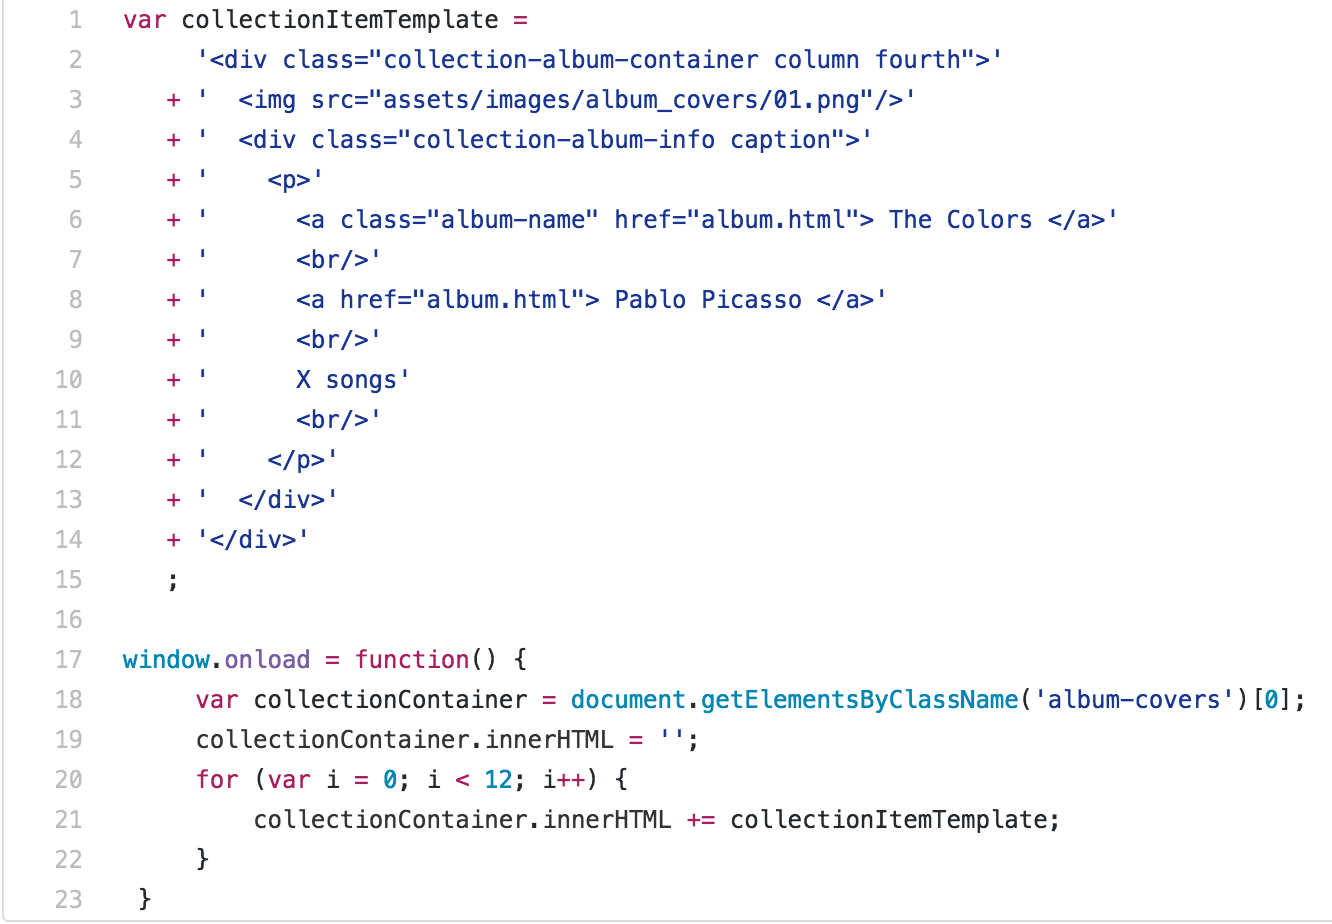 1 var collectionItemTemplate =
2 '<div class="collection-album-container column fourth">'
3 + '  <img src="assets/images/album_covers/01.png"/>'
4 + '  <div class="collection-album-info caption">'
5 + '    <p>'
6 + '      <a class="album-name" href="album.html"> The Colors </a>'
7 + '      <br/>'
8 + '      <a href="album.html"> Pablo Picasso </a>'
9 + '      <br/>'
10 + '      X songs'
11 + '      <br/>'
12 + '    </p>'
13 + '  </div>'
14 + '</div>'
15 ;
16
17 window.onload = function() {
18 var collectionContainer = document.getElementsByClassName('album-covers')[0];
19 collectionContainer.innerHTML = '';
20 for (var i = 0; i < 12; i++) {
21 collectionContainer.innerHTML += collectionItemTemplate;
22 }
23 }